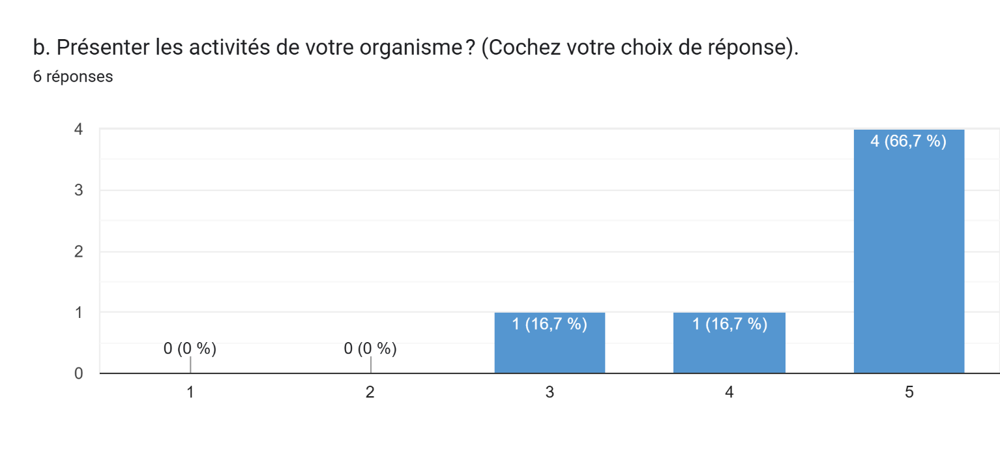 b. Présenter les activités de votre organisme ? (Cochez votre choix de réponse).
6 réponses
4
3
2
1
0
0 (0 %)
0 (0 %)
1 (16,7 %)
1 (16,7 %)
4 (66,7 %)
1
2
3
4
5